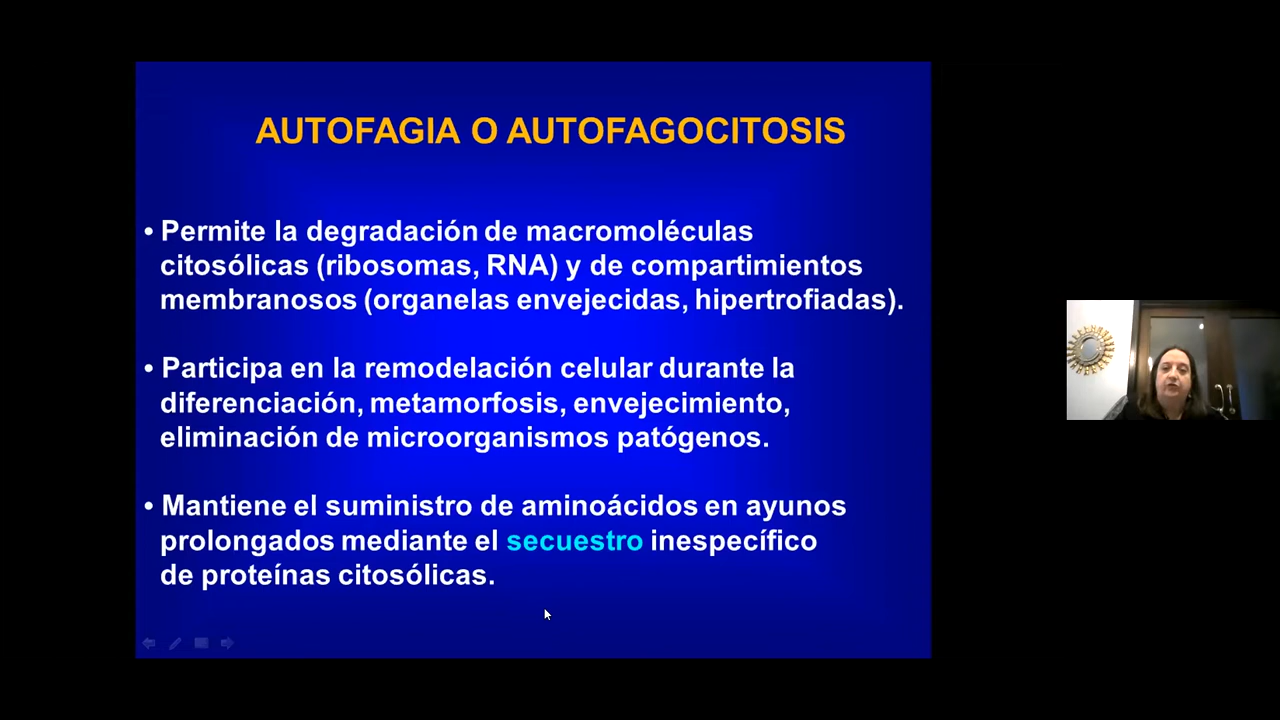 AUTOFAGIA O AUTOFAGOCITOSIS
• Permite la degradación de macromoléculas
citosólicas (ribosomas, RNA) y de compartimientos
membranosos (organelas envejecidas, hipertrofiadas).
• Participa en la remodelación celular durante la
diferenciación, metamorfosis, envejecimiento,
eliminación de microorganismos patógenos.
• Mantiene el suministro de aminoácidos en ayunos
prolongados mediante el secuestro inespecífico
de proteínas citosólicas.